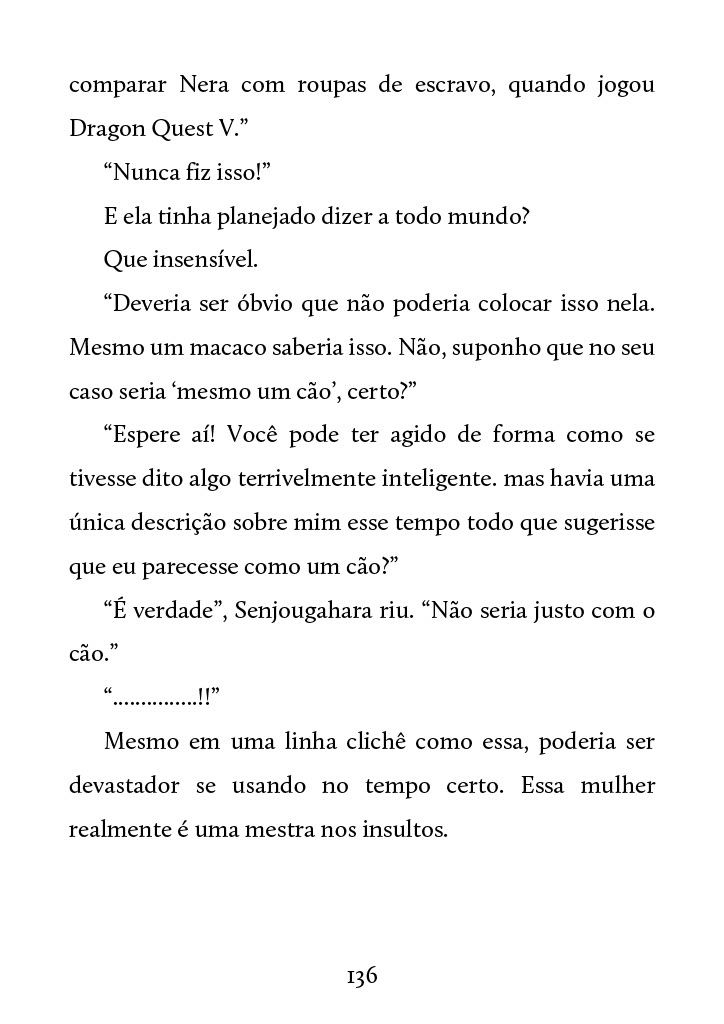 comparar Nera com roupas de escravo, quando jogou
Dragon Quest V.”
“Nunca fiz isso!”
E ela tinha planejado dizer a todo mundo?
Que insensível.
“Deveria ser óbvio que não poderia colocar isso nela.
Mesmo um macaco saberia isso. Não, suponho que no seu
caso seria ‘mesmo um cão’, certo?”
“Espere aí! Você pode ter agido de forma como se
tivesse dito algo terrivelmente inteligente. mas havia uma
única descrição sobre mim esse tempo todo que sugerisse
que eu parecesse como um cão?”
“É verdade”, Senjougahara riu. “Não seria justo com o
cão.”
“...............!!”
Mesmo em uma linha clichê como essa, poderia ser
devastador se usando no tempo certo. Essa mulher
realmente é uma mestra nos insultos.
136